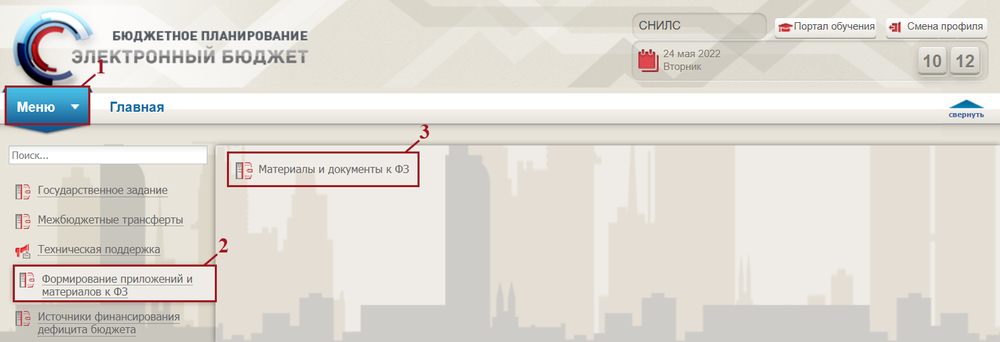 БЮДЖЕТНОЕ ПЛАНИРОВАНИЕ
ЭЛЕКТРОННЫЙ БЮДЖЕТ
СНИЛС
Портал обучения
Смена профиля
24 мая 2022
Вторник
10 12
1
Меню
Главная
свернуть
Поиск...
3
Материалы и документы к ФЗ
Государственное задание
Межбюджетные трансферты
Техническая поддержка
2
Формирование приложений и
материалов к ФЗ
Источники финансирования
дефицита бюджета